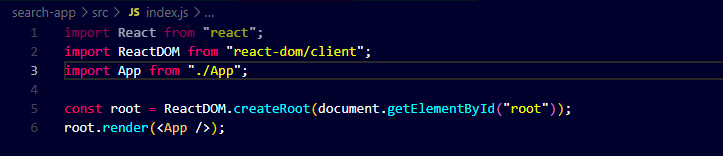 search-app > src > JS index.js > ...
1 import React from "react";
2 import ReactDOM from "react-dom/client";
3 import App from "./App";
4
5 const root = ReactDOM.createRoot(document.getElementById("root"));
6 root.render(<App />);